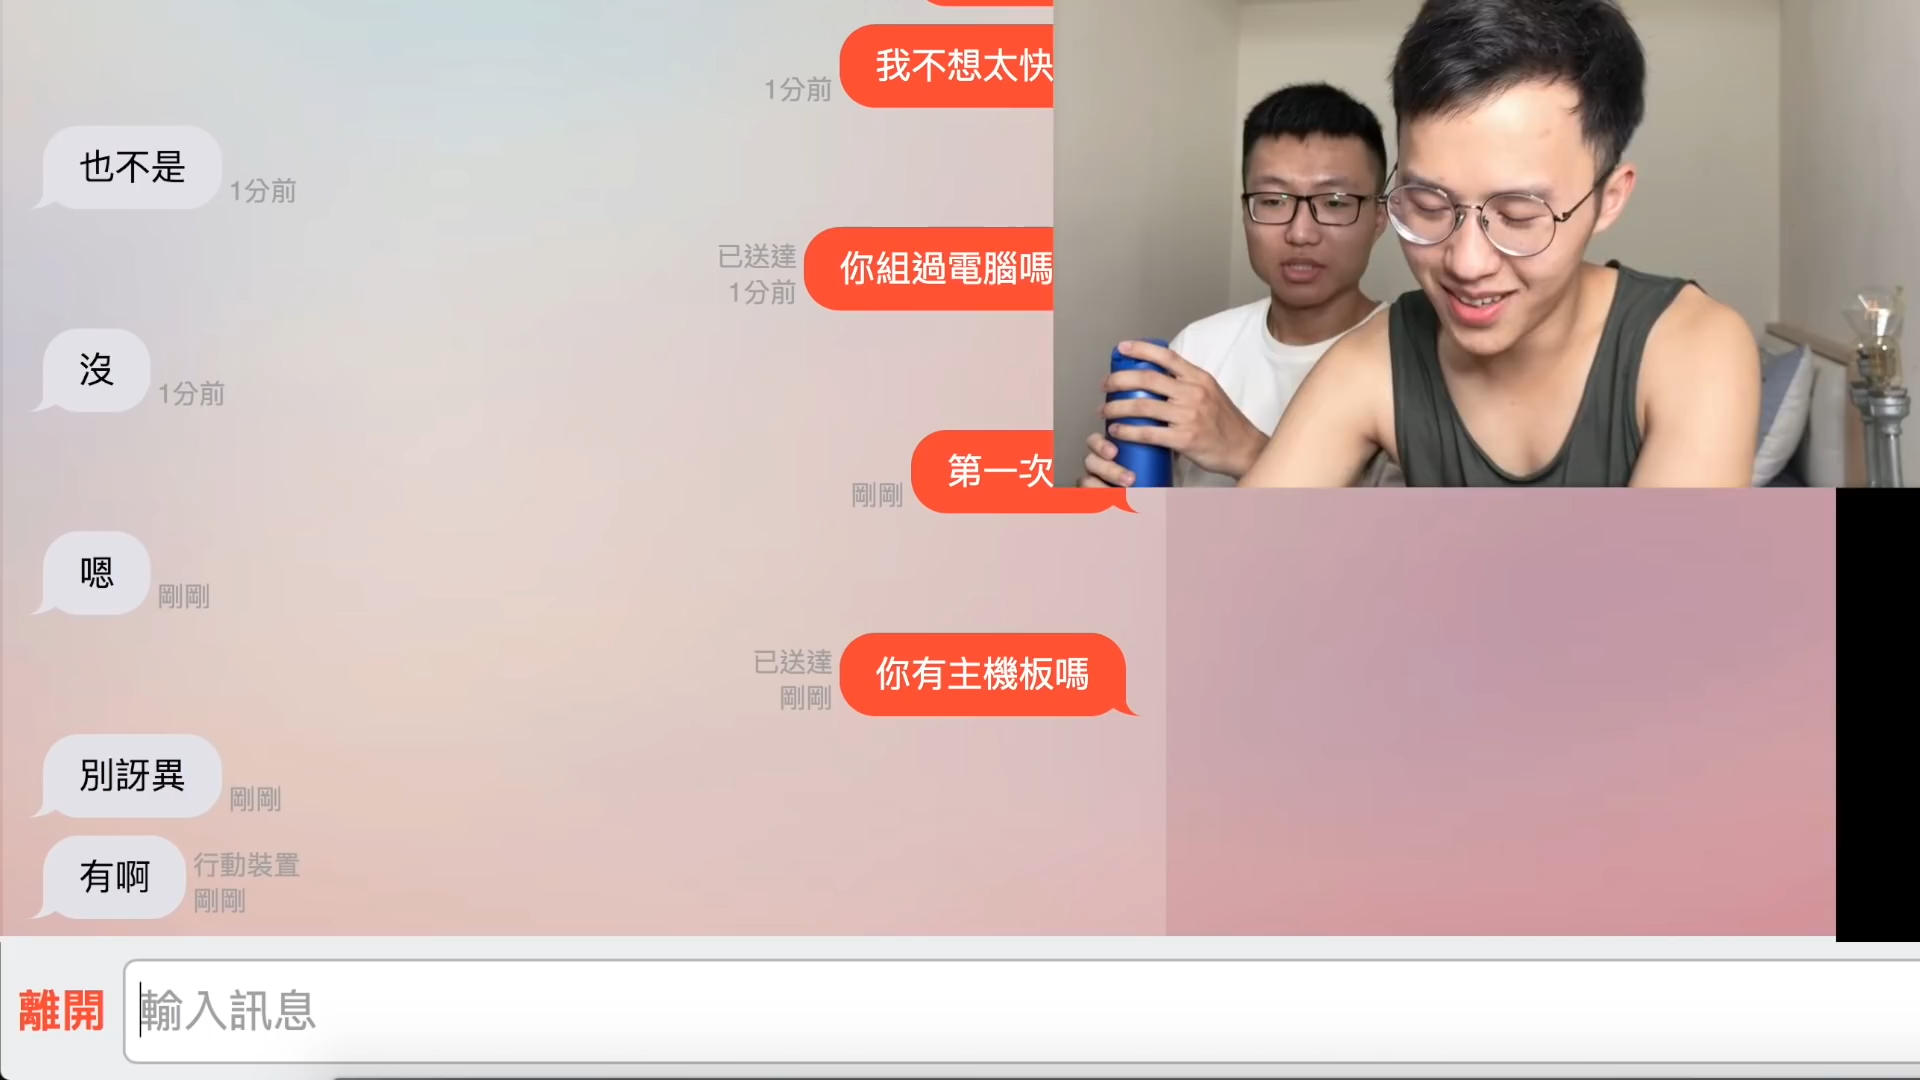 我不想太快
1分前
也不是
1分前
已送達
1分前
你組過電腦嗎
沒
1分前
第一次
剛剛
嗯
剛剛
已送達
剛剛
你有主機板嗎
別訝異
剛剛
有啊
行動裝置
剛剛
離開
輸入訊息